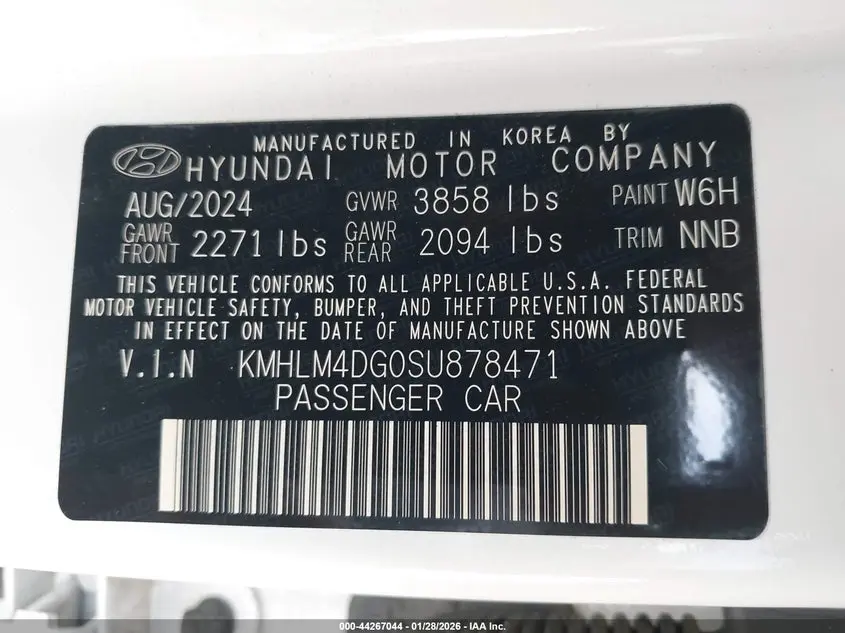 MANUFACTURED IN KOREA BY
HYUNDAI MOTOR COMPANY
AUG/2024 GVWR 3858 lbs PAINT W6H
GAWR FRONT 2271 lbs GAWR REAR 2094 lbs TRIM NNB
THIS VEHICLE CONFORMS TO ALL APPLICABLE U.S.A. FEDERAL
MOTOR VEHICLE SAFETY, BUMPER, AND THEFT PREVENTION STANDARDS
IN EFFECT ON THE DATE OF MANUFACTURE SHOWN ABOVE
V.I.N KMHLM4DG0SU878471
PASSENGER CAR
000-44267044 - 01/28/2026 - IAA Inc.